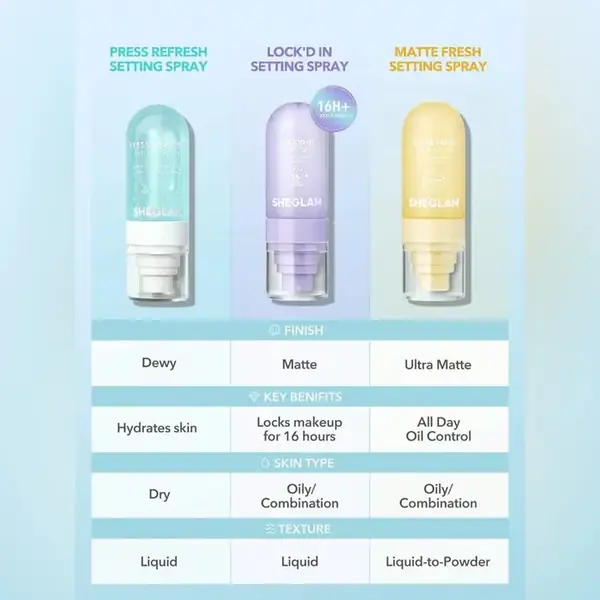 PRESS REFRESH
SETTING SPRAY
LOCK'D IN
SETTING SPRAY
MATTE FRESH
SETTING SPRAY
16H+
SHEGLAM
SHEGLAM
SHEGLAM
FINISH
Dewy
Matte
Ultra Matte
KEY BENIFITS
Hydrates skin
Locks makeup
for 16 hours
All Day
Oil Control
SKIN TYPE
Dry
Oily/
Combination
Oily/
Combination
TEXTURE
Liquid
Liquid
Liquid-to-Powder